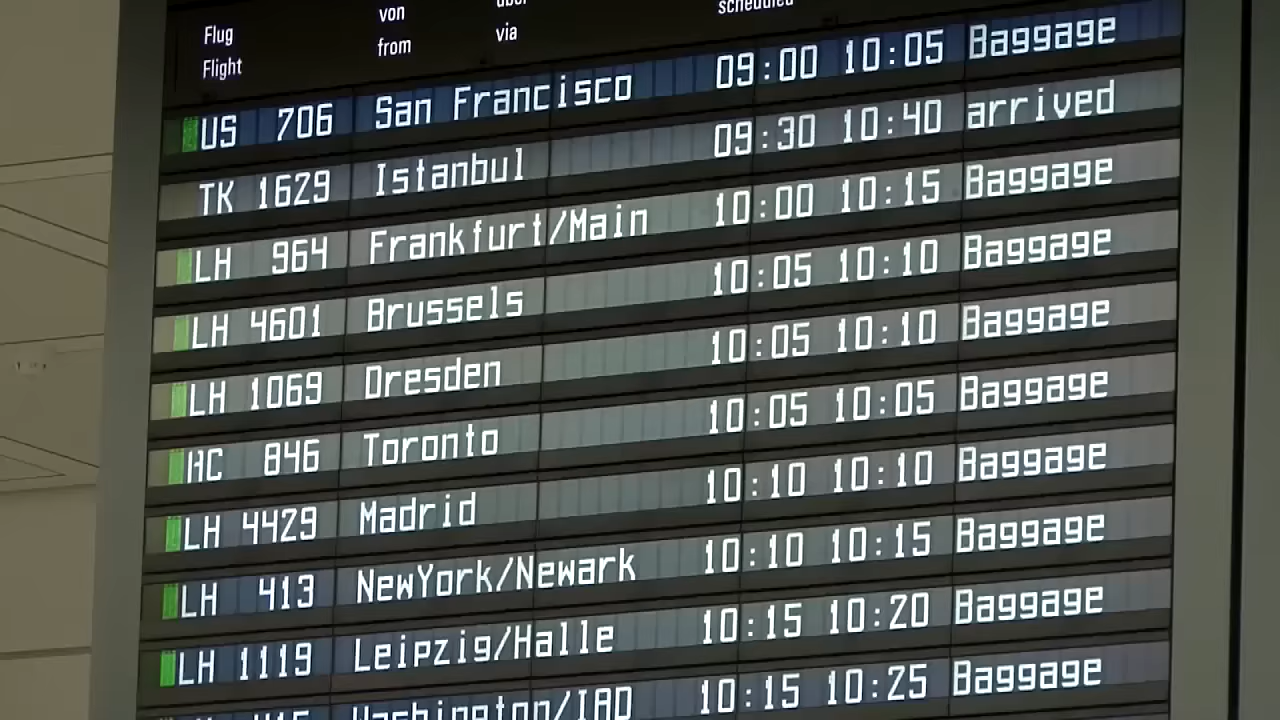 Flug von
Flight from via scheduled
US 706 San Francisco 09:00 10:05 Baggage
TK 1629 Istanbul 09:30 10:40 arrived
LH 964 Frankfurt/Main 10:00 10:15 Baggage
LH 4601 Brussels 10:05 10:10 Baggage
LH 1069 Dresden 10:05 10:10 Baggage
AC 846 Toronto 10:05 10:05 Baggage
LH 4429 Madrid 10:10 10:10 Baggage
LH 413 NewYork/Newark 10:10 10:15 Baggage
LH 1119 Leipzig/Halle 10:15 10:20 Baggage
Washington/IAD 10:15 10:25 Baggage